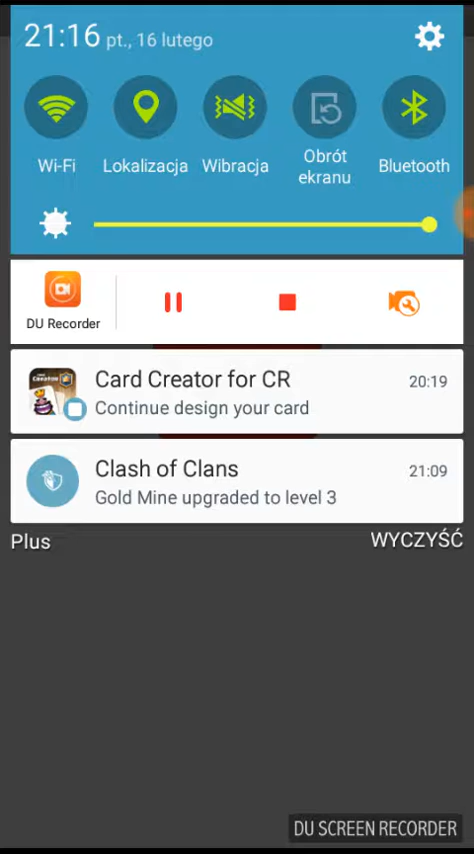 21:16 pt., 16 lutego
Wi-Fi
Lokalizacja
Wibracja
Obrót
ekranu
Bluetooth
DU Recorder
Card Creator for CR 20:19
Continue design your card
Clash of Clans 21:09
Gold Mine upgraded to level 3
Plus WYCZYŚĆ
DU SCREEN RECORDER